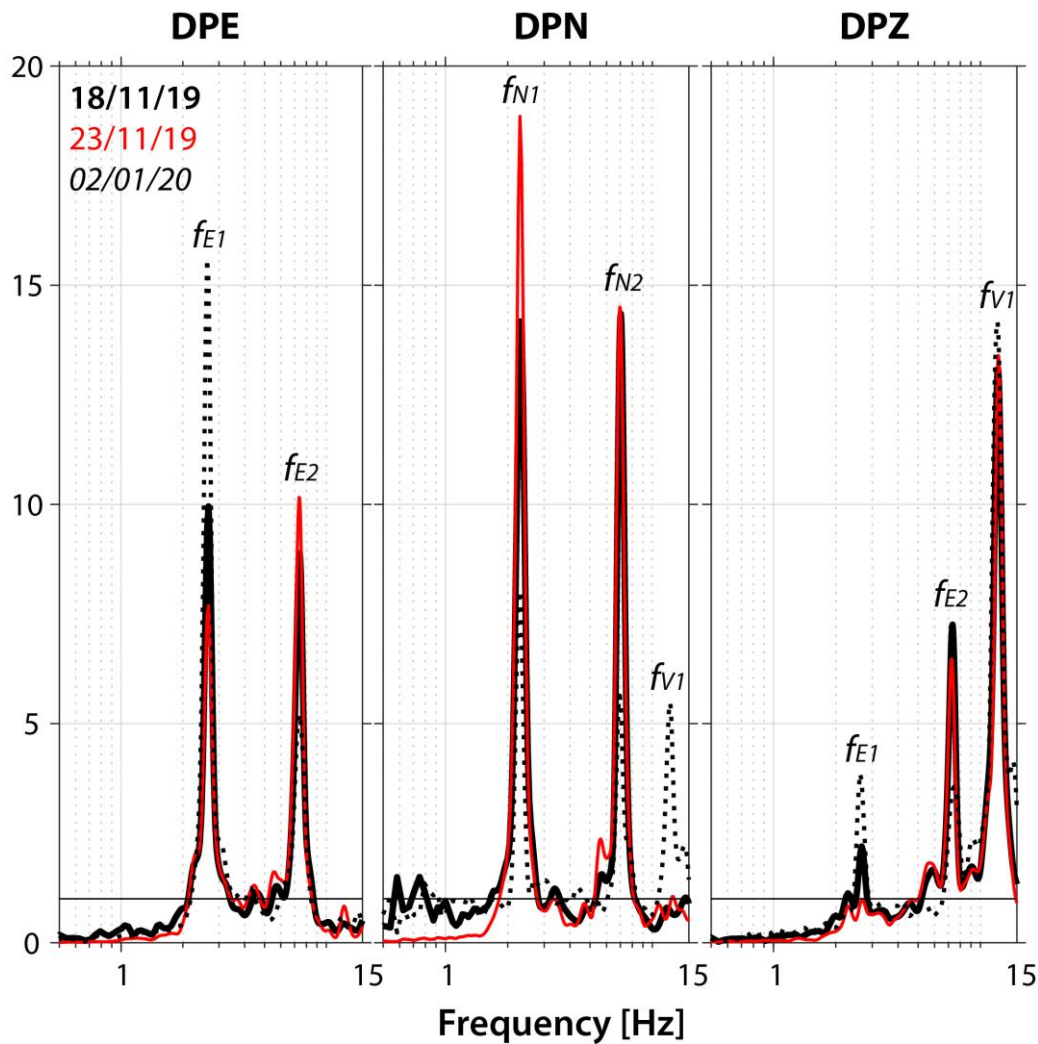 DPE DPN DPZ
20
18/11/19
23/11/19
02/01/20
fN1
fE1
fN2
fV1
15
fE2
10
fE2
fV1
fE1
5
0
1 15 1 15 1 15
Frequency [Hz]